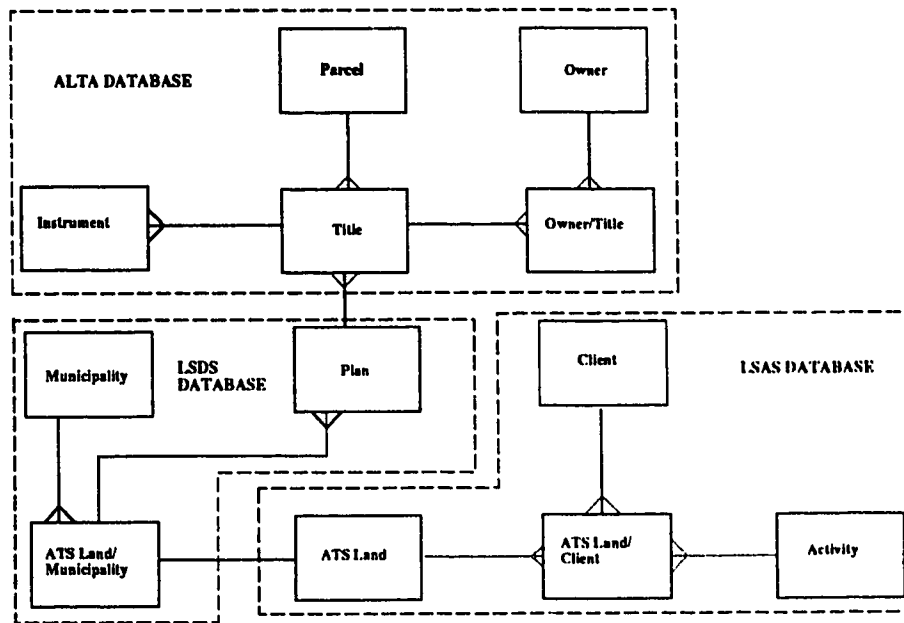 ALTA DATABASE
Parcel
Owner
Instrument
Title
Owner/Title
Municipality
LSDS
DATABASE
Plan
Client
LSAS DATABASE
ATS Land/
Municipality
ATS Land
ATS Land/
Client
Activity